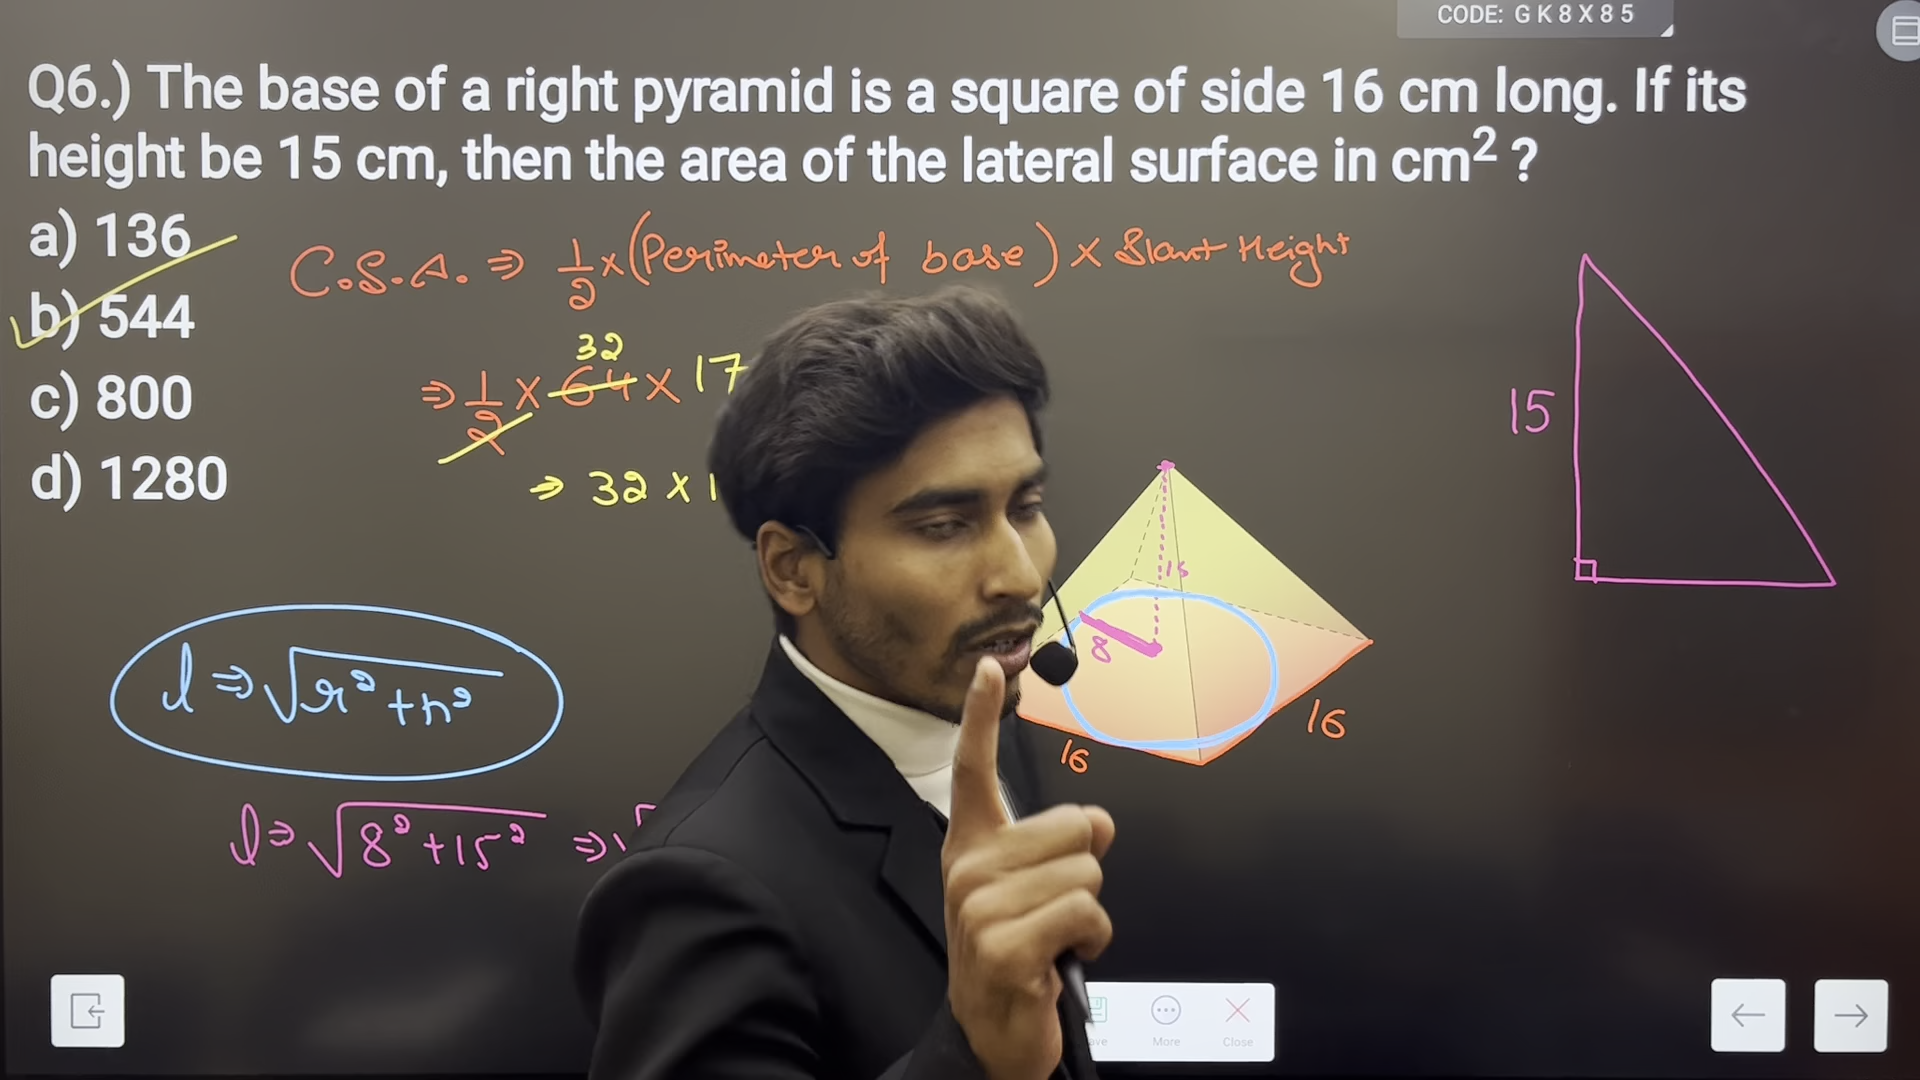 CODE: GK8X85
Q6.) The base of a right pyramid is a square of side 16 cm long. If its
height be 15 cm, then the area of the lateral surface in cm² ?
a) 136
b) 544
c) 800
d) 1280
C.S.A. ⇒ 1/2 × (Perimeter of base) × Slant Height
32
⇒ 1/2 × 64 × 17
⇒ 32 × 1
15
15
8
16
16
l ⇒ √r² + h²
l ⇒ √8² + 15² ⇒ √
More
Close